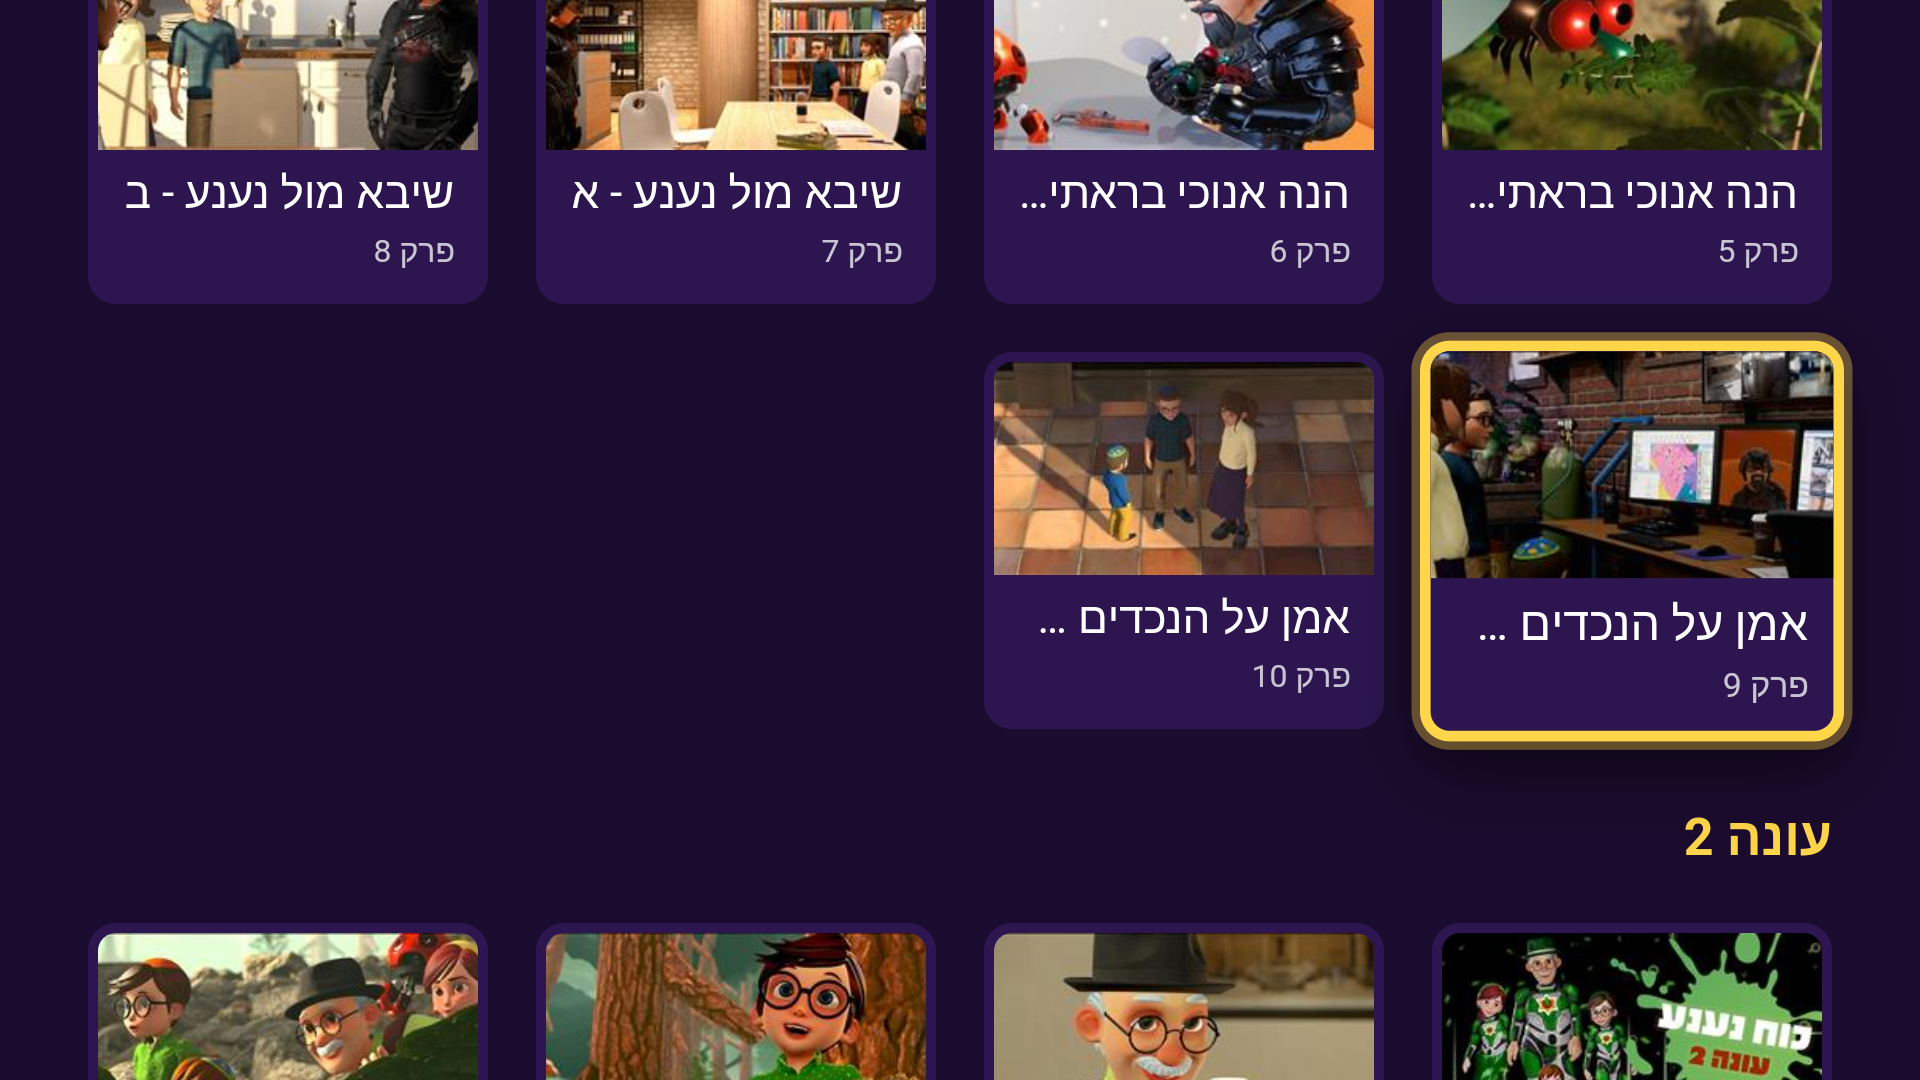 הנה אנוכי בראתי...
פרק 5
הנה אנוכי בראתי...
פרק 6
שיבא מול נענע - א
פרק 7
שיבא מול נענע - ב
פרק 8
אמן על הנכדים ...
פרק 9
אמן על הנכדים ...
פרק 10
עונה 2
כוח נענע
עונה 2